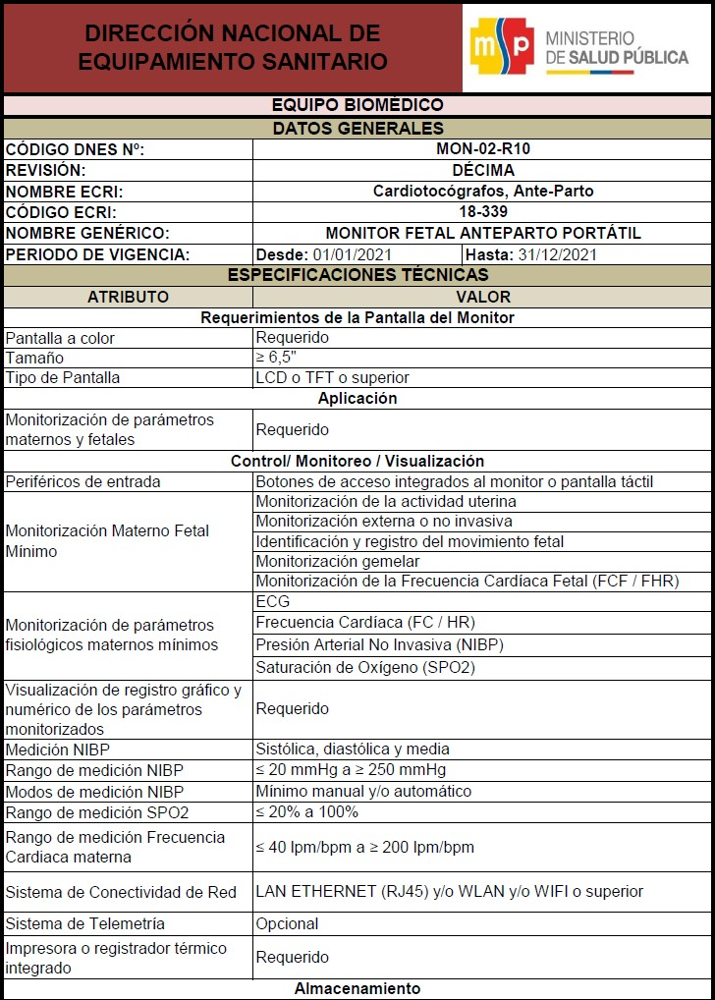 DIRECCIÓN NACIONAL DE
EQUIPAMIENTO SANITARIO
msp
MINISTERIO
DE SALUD PÚBLICA
EQUIPO BIOMÉDICO
DATOS GENERALES
CÓDIGO DNES Nº: MON-02-R10
REVISIÓN: DÉCIMA
NOMBRE ECRI: Cardiotocógrafos, Ante-Parto
CÓDIGO ECRI: 18-339
NOMBRE GENÉRICO: MONITOR FETAL ANTEPARTO PORTÁTIL
PERIODO DE VIGENCIA: Desde: 01/01/2021 Hasta: 31/12/2021
ESPECIFICACIONES TÉCNICAS
ATRIBUTO VALOR
Requerimientos de la Pantalla del Monitor
Pantalla a color Requerido
Tamaño ≥ 6,5"
Tipo de Pantalla LCD o TFT o superior
Aplicación
Monitorización de parámetros
maternos y fetales
Requerido
Control/ Monitoreo / Visualización
Periféricos de entrada Botones de acceso integrados al monitor o pantalla táctil
Monitorización Materno Fetal
Mínimo
Monitorización de la actividad uterina
Monitorización externa o no invasiva
Identificación y registro del movimiento fetal
Monitorización gemelar
Monitorización de la Frecuencia Cardíaca Fetal (FCF / FHR)
Monitorización de parámetros
fisiológicos maternos mínimos
ECG
Frecuencia Cardíaca (FC / HR)
Presión Arterial No Invasiva (NIBP)
Saturación de Oxígeno (SPO2)
Visualización de registro gráfico y
numérico de los parámetros
monitorizados
Requerido
Medición NIBP Sistólica, diastólica y media
Rango de medición NIBP ≤ 20 mmHg a ≥ 250 mmHg
Modos de medición NIBP Mínimo manual y/o automático
Rango de medición SPO2 ≤ 20% a 100%
Rango de medición Frecuencia
Cardiaca materna
≤ 40 lpm/bpm a ≥ 200 lpm/bpm
Sistema de Conectividad de Red LAN ETHERNET (RJ45) y/o WLAN y/o WIFI o superior
Sistema de Telemetría Opcional
Impresora o registrador térmico
integrado
Requerido
Almacenamiento